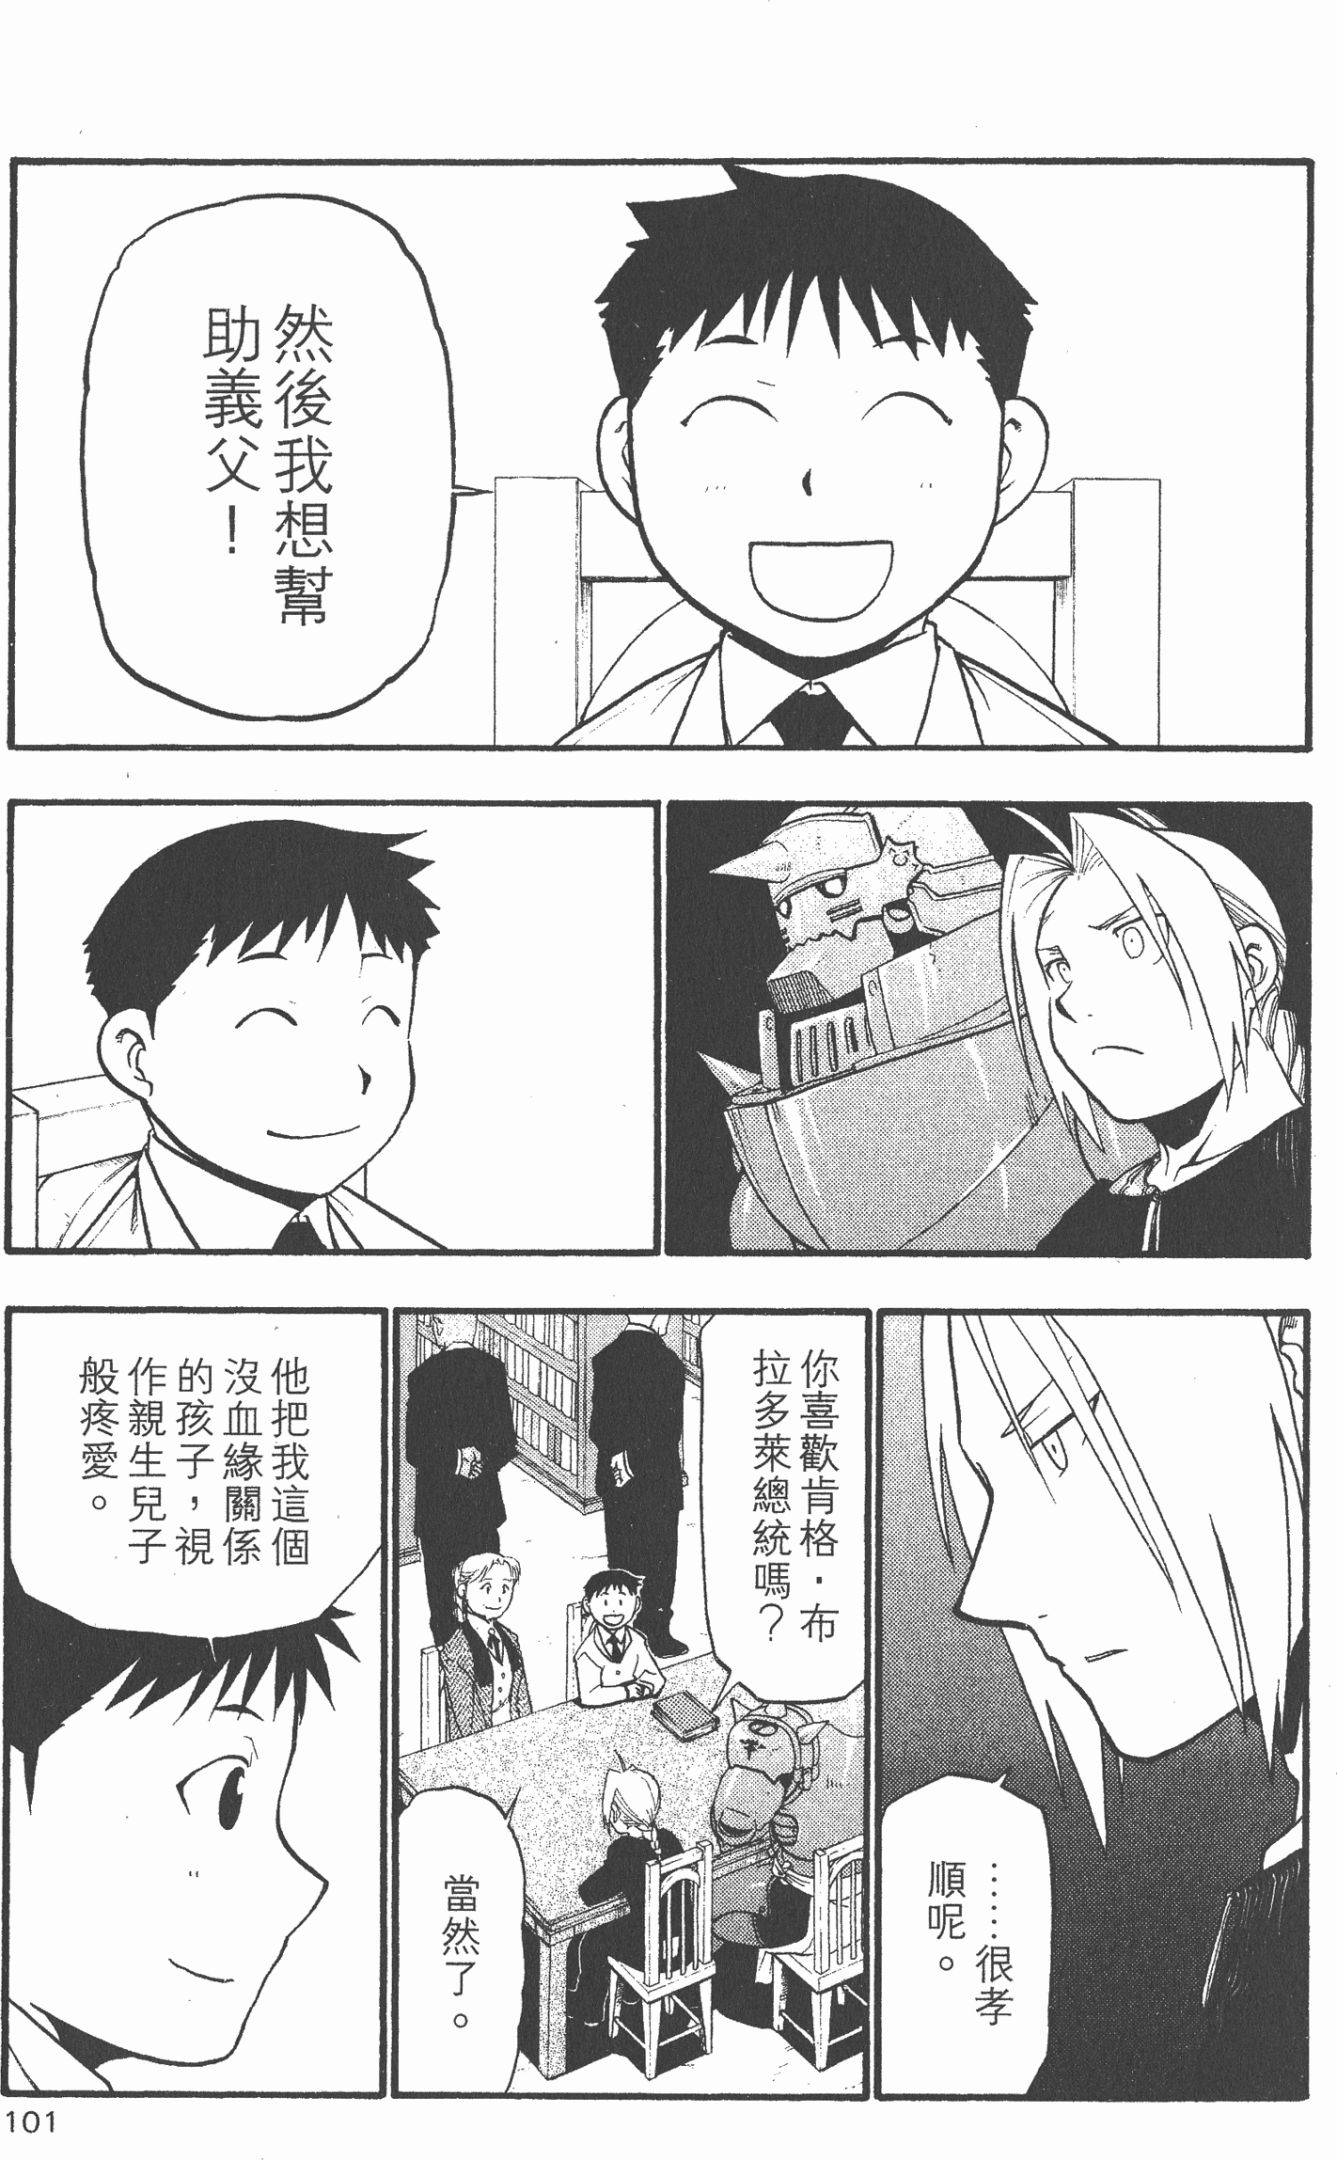 然後我想幫
助義父！
……很孝
順呢。
你喜歡肯格．布
拉多萊總統嗎？
當然了。
他把我這個
沒血緣關係
的孩子，視
作親生兒子
般疼愛。
101